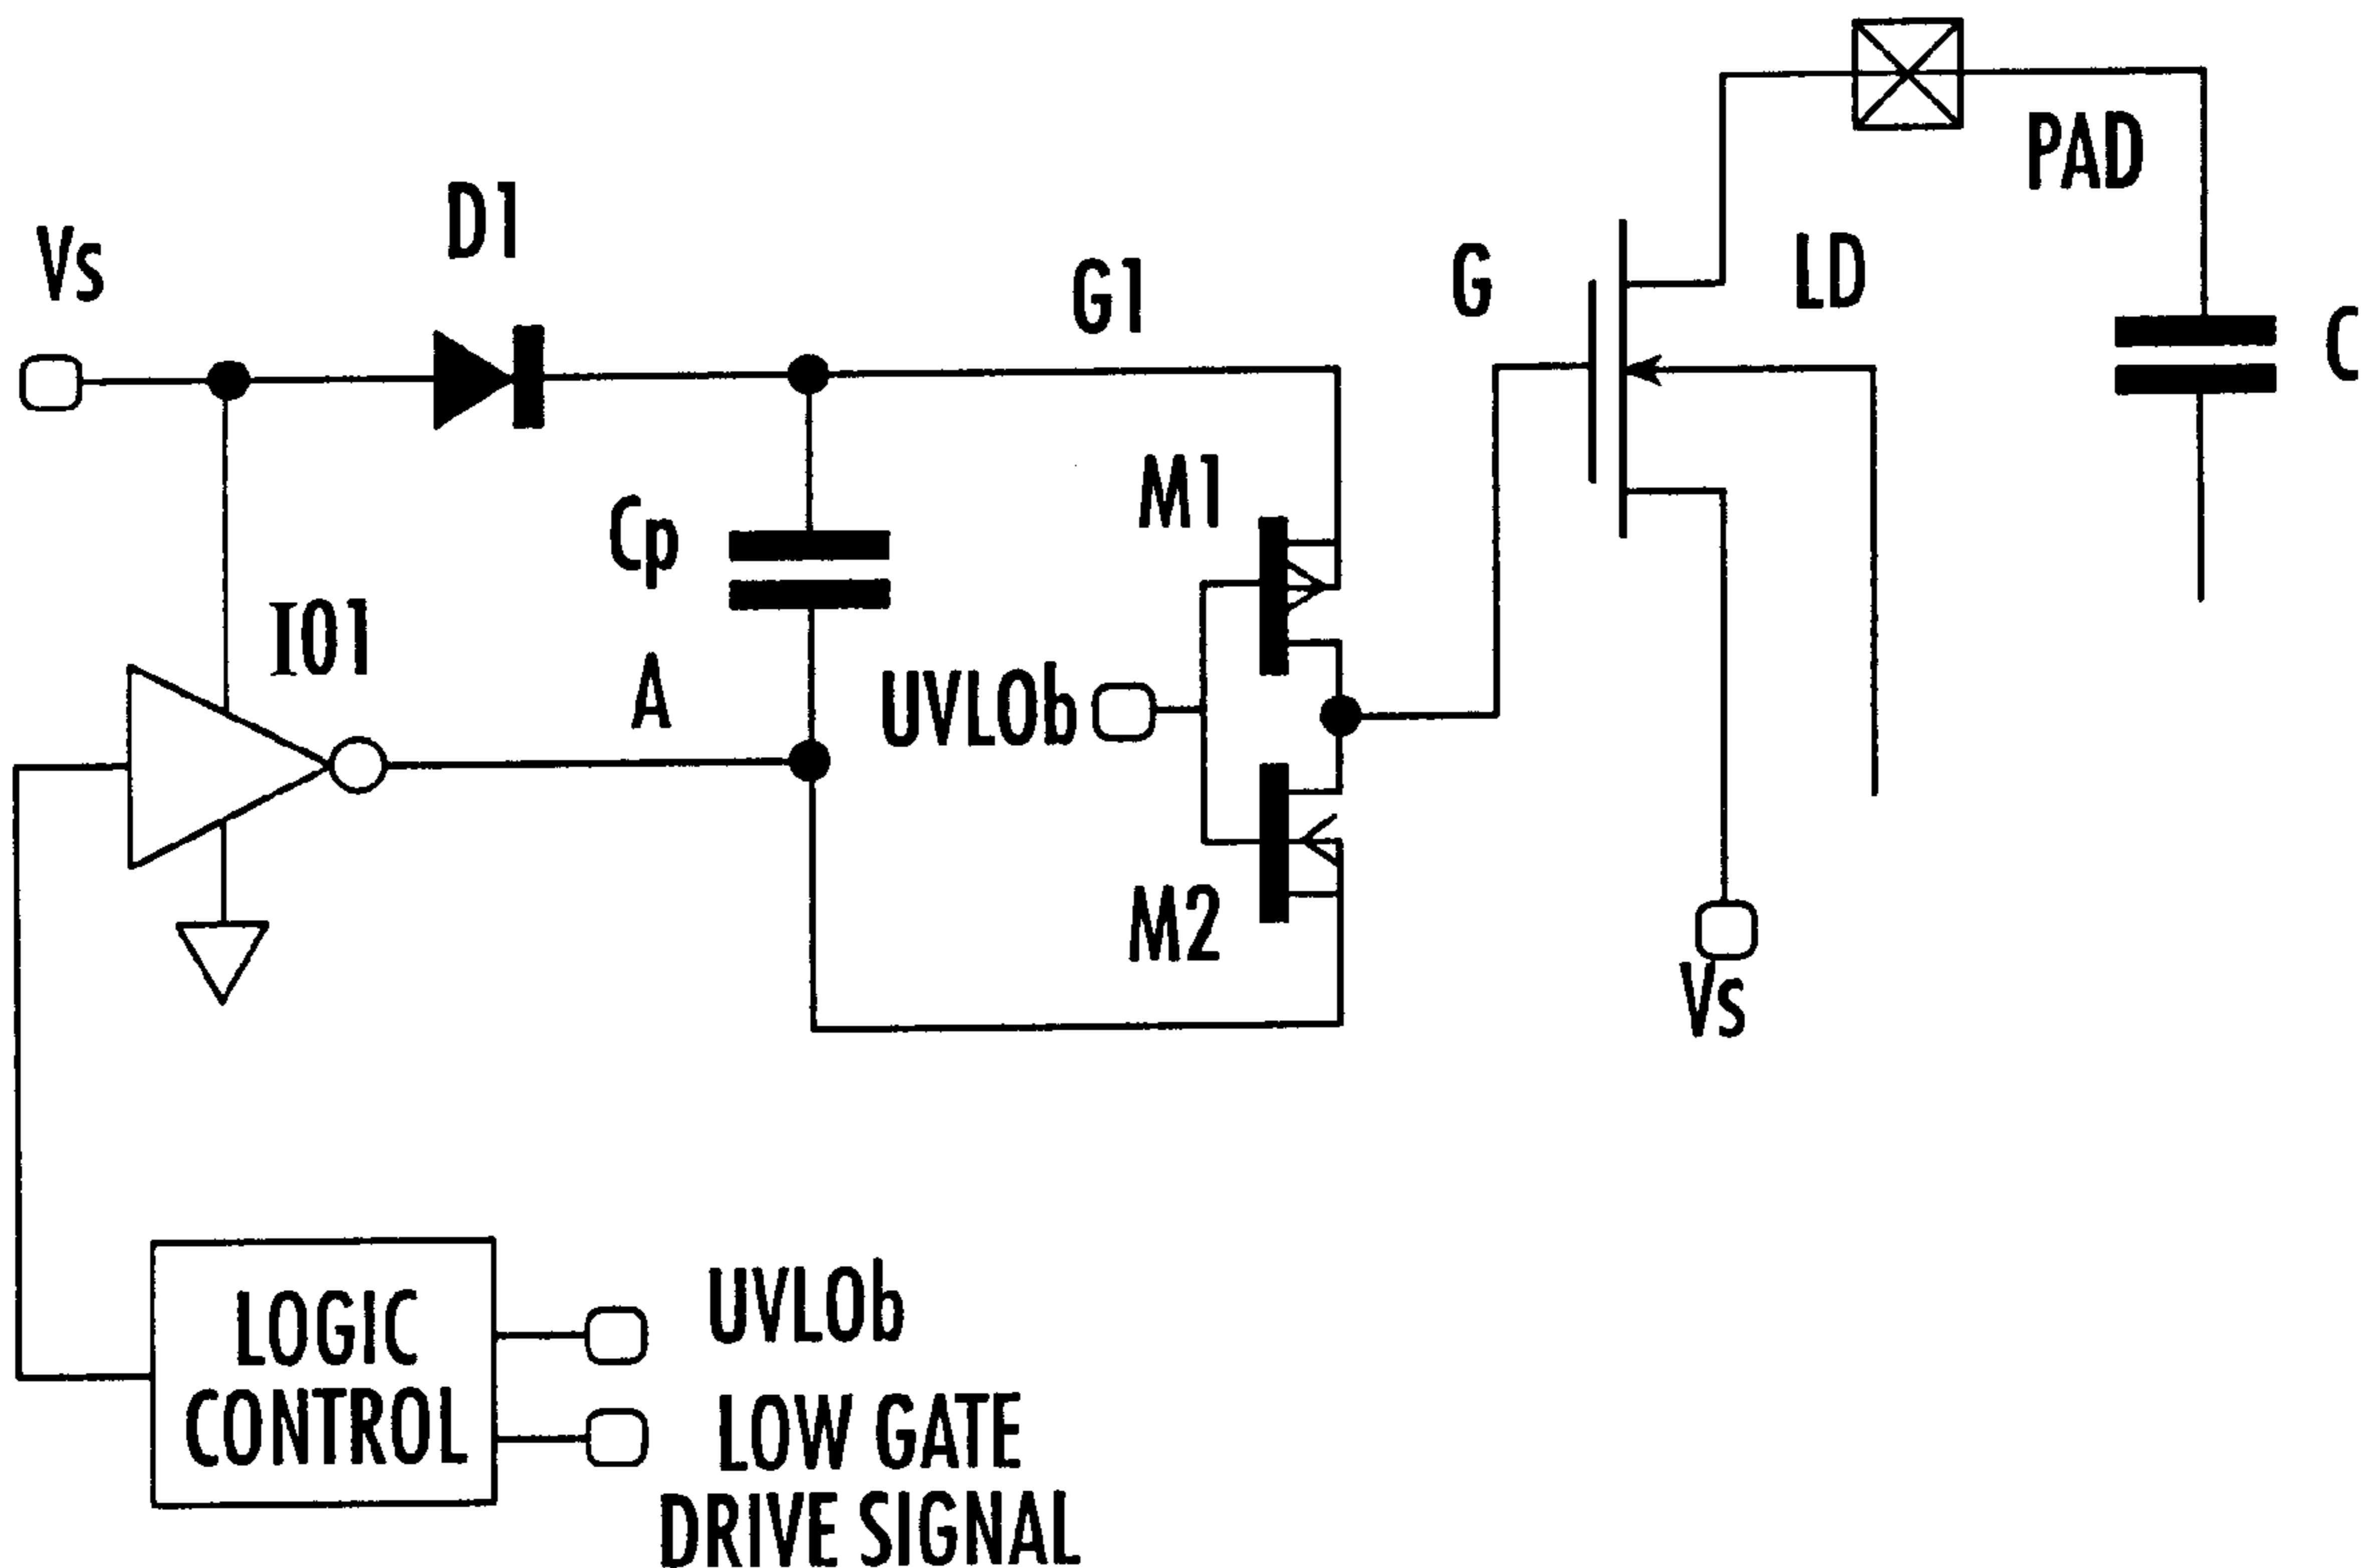 PAD
D1
Vs
G1
G
LD
C
M1
Cp
I01
A
UVLOb
M2
Vs
LOGIC
CONTROL
UVLOb
LOW GATE
DRIVE SIGNAL